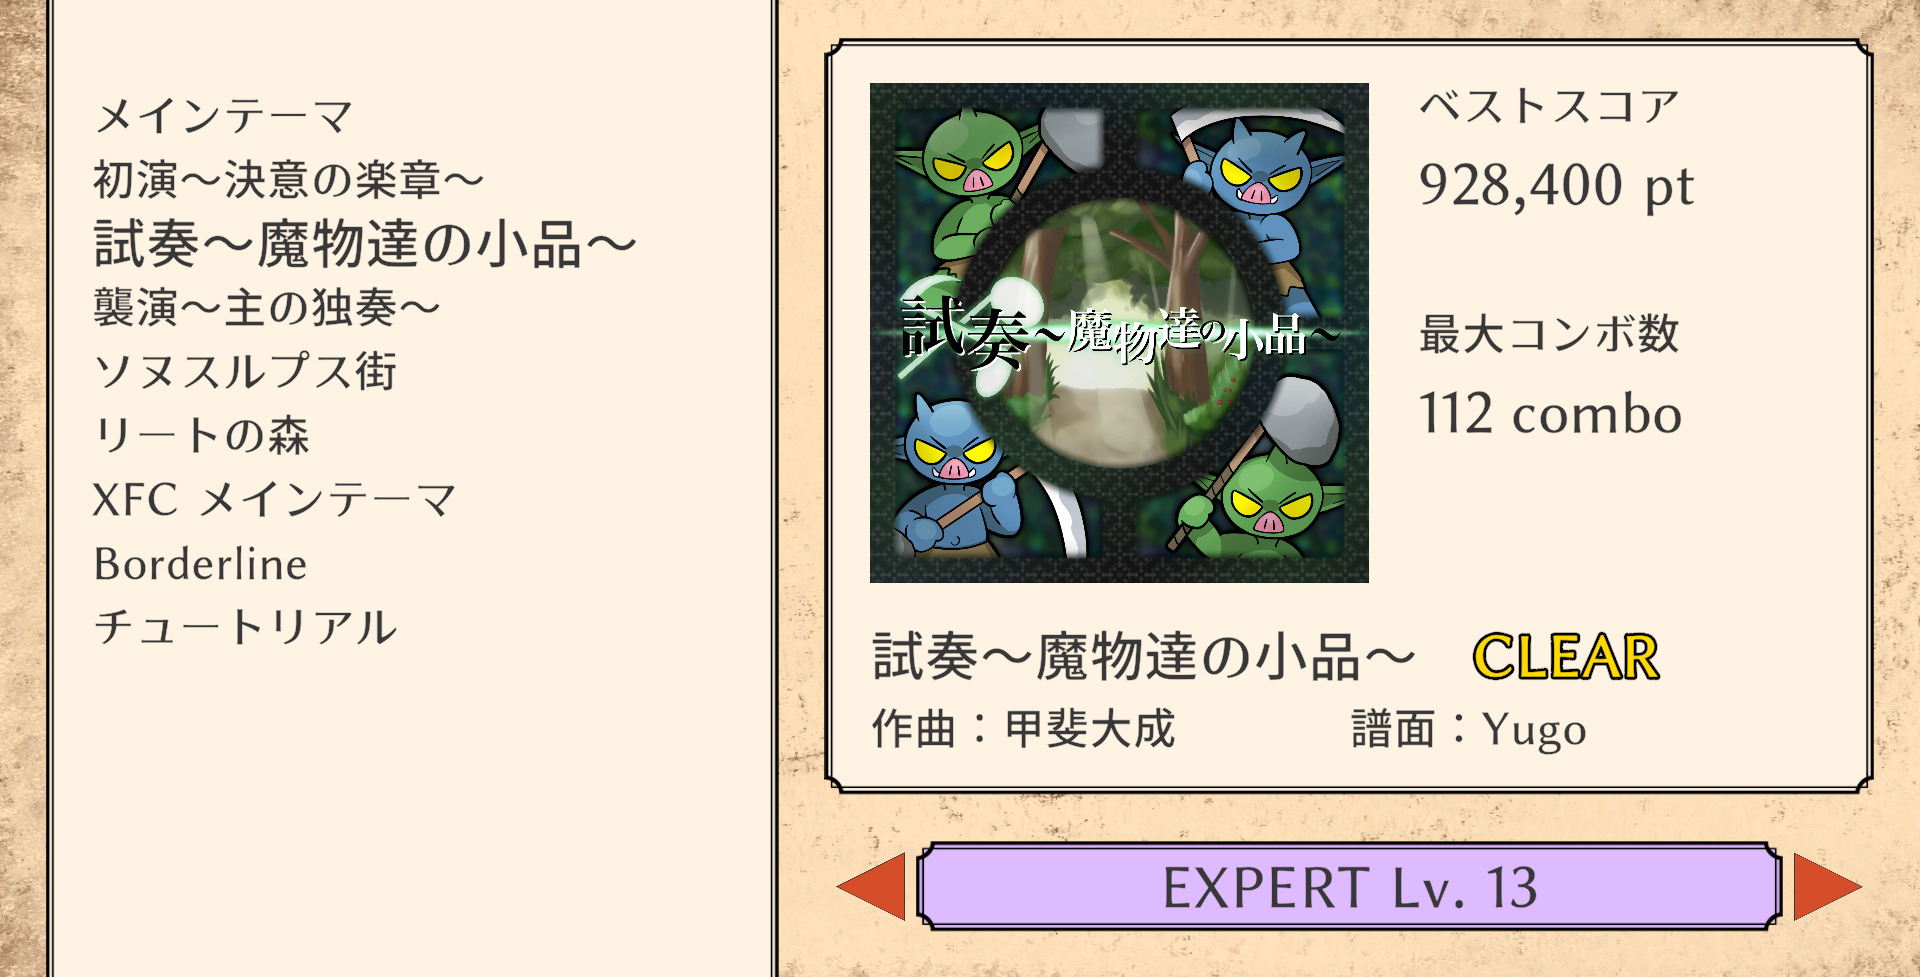 メインテーマ
初演～決意の楽章～
試奏～魔物達の小品～
襲演～主の独奏～
ソヌスルプス街
リートの森
XFC メインテーマ
Borderline
チュートリアル
試奏～魔物達の小品～
ベストスコア
928,400 pt
最大コンボ数
112 combo
試奏～魔物達の小品～ CLEAR
作曲：甲斐大成 譜面：Yugo
EXPERT Lv. 13